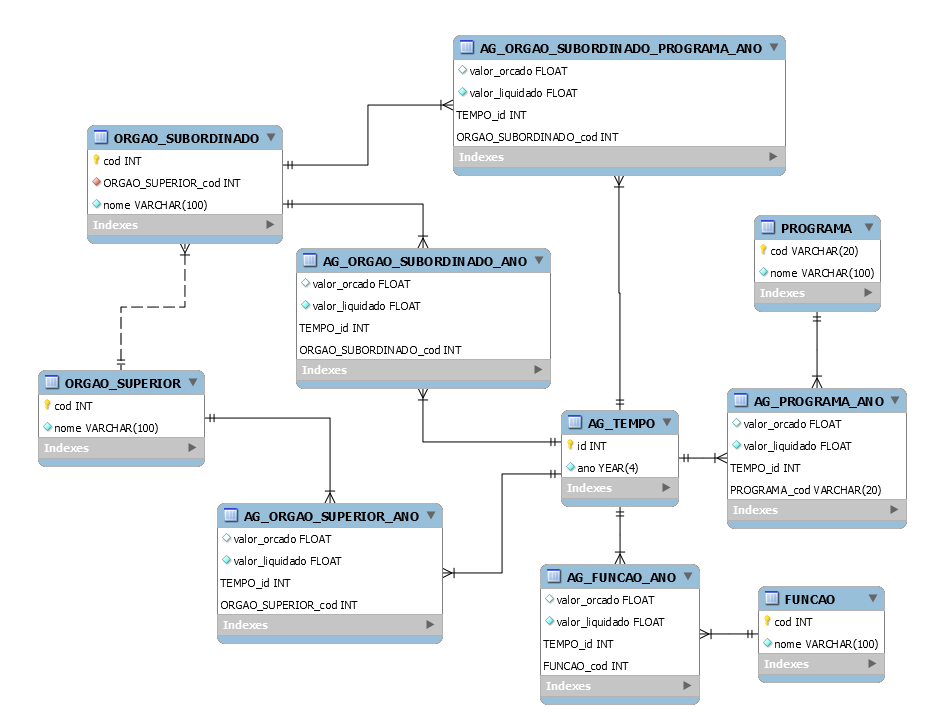 AG_ORGAO_SUBORDINADO_PROGRAMA_ANO
valor_orcado FLOAT
valor_liquidado FLOAT
TEMPO_id INT
ORGAO_SUBORDINADO_cod INT
Indexes
ORGAO_SUBORDINADO
cod INT
ORGAO_SUPERIOR_cod INT
nome VARCHAR(100)
Indexes
AG_ORGAO_SUBORDINADO_ANO
valor_orcado FLOAT
valor_liquidado FLOAT
TEMPO_id INT
ORGAO_SUBORDINADO_cod INT
Indexes
PROGRAMA
cod VARCHAR(20)
nome VARCHAR(100)
Indexes
ORGAO_SUPERIOR
cod INT
nome VARCHAR(100)
Indexes
AG_TEMPO
id INT
ano YEAR(4)
Indexes
AG_PROGRAMA_ANO
valor_orcado FLOAT
valor_liquidado FLOAT
TEMPO_id INT
PROGRAMA_cod VARCHAR(20)
Indexes
AG_ORGAO_SUPERIOR_ANO
valor_orcado FLOAT
valor_liquidado FLOAT
TEMPO_id INT
ORGAO_SUPERIOR_cod INT
Indexes
AG_FUNCAO_ANO
valor_orcado FLOAT
valor_liquidado FLOAT
TEMPO_id INT
FUNCAO_cod INT
Indexes
FUNCAO
cod INT
nome VARCHAR(100)
Indexes